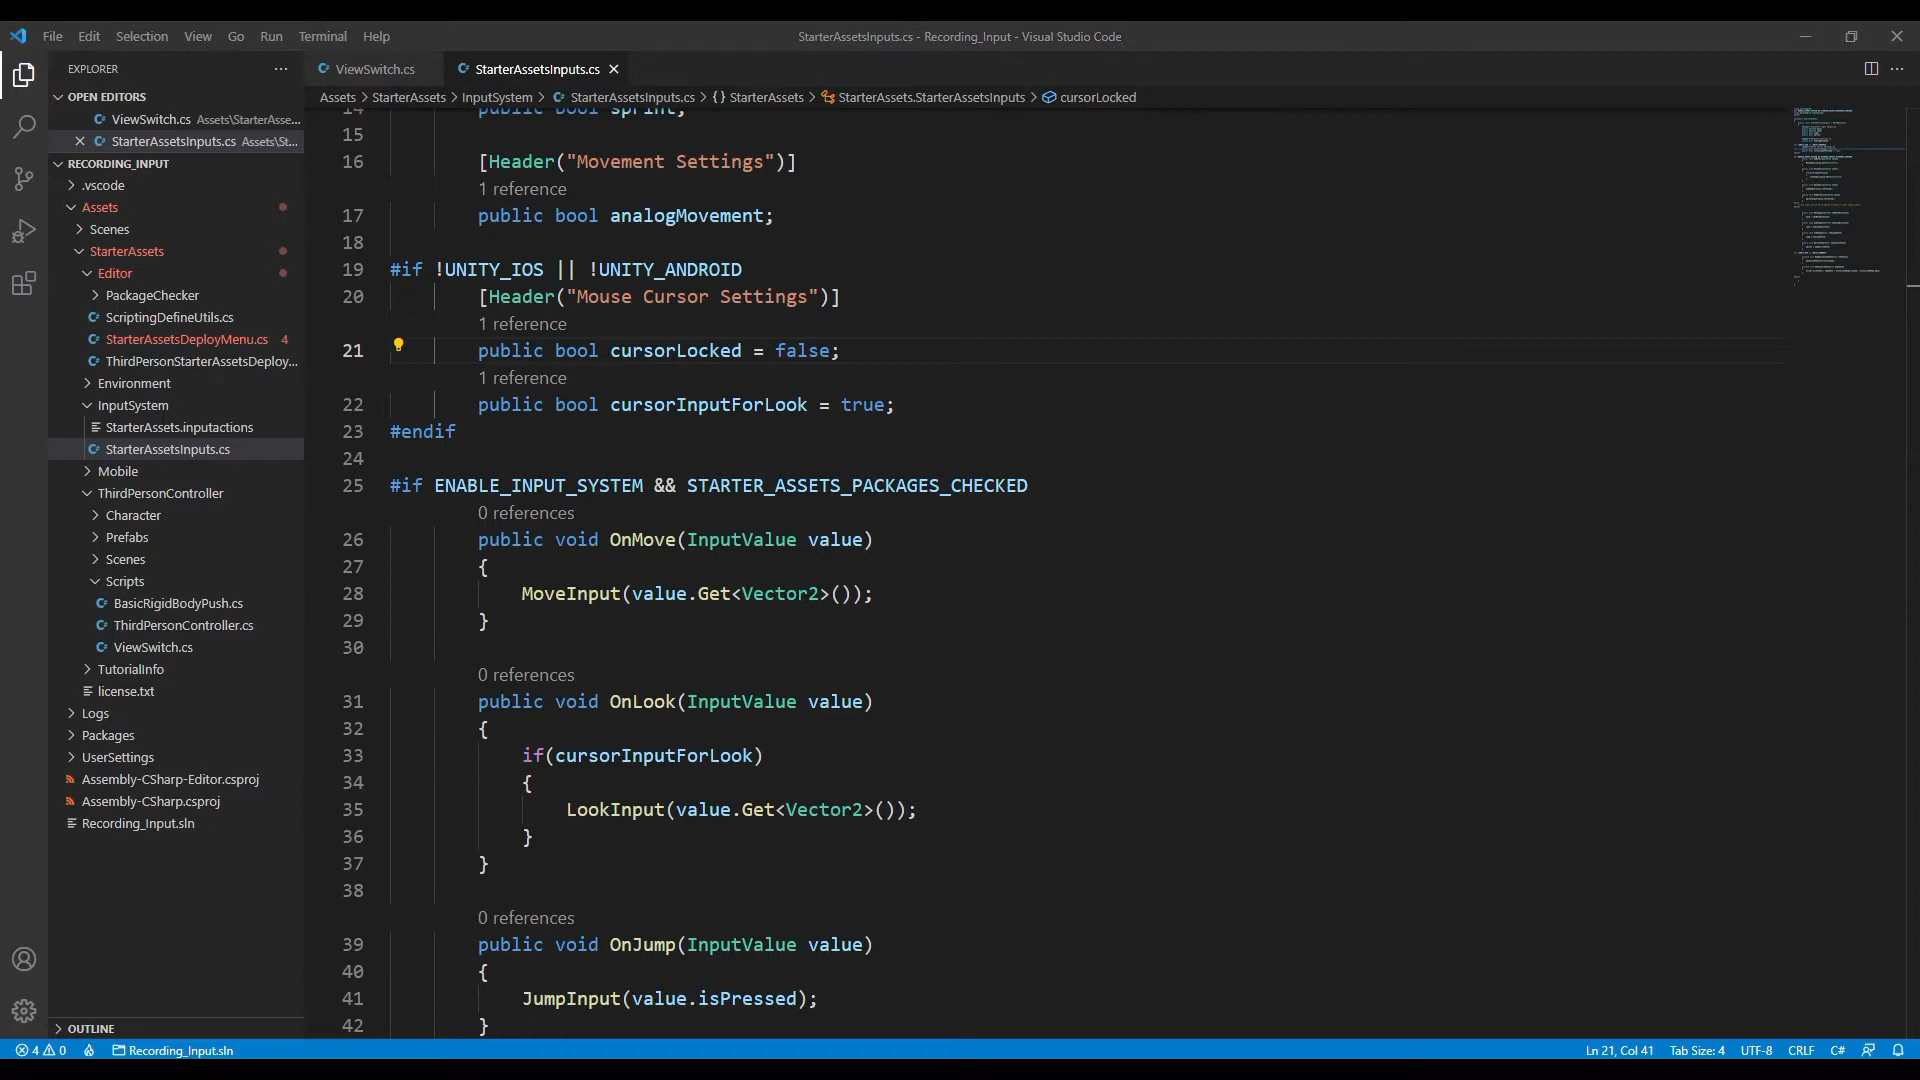 File Edit Selection View Go Run Terminal Help
StarterAssetsInputs.cs - Recording_Input - Visual Studio Code
EXPLORER
ViewSwitch.cs
StarterAssetsInputs.cs
OPEN EDITORS
ViewSwitch.cs Assets\StarterAsse...
StarterAssetsInputs.cs Assets\St...
RECORDING_INPUT
.vscode
Assets
Scenes
StarterAssets
Editor
PackageChecker
ScriptingDefineUtils.cs
StarterAssetsDeployMenu.cs 4
ThirdPersonStarterAssetsDeploy...
Environment
InputSystem
StarterAssets.inputactions
StarterAssetsInputs.cs
Mobile
ThirdPersonController
Character
Prefabs
Scenes
Scripts
BasicRigidBodyPush.cs
ThirdPersonController.cs
ViewSwitch.cs
TutorialInfo
license.txt
Logs
Packages
UserSettings
Assembly-CSharp-Editor.csproj
Assembly-CSharp.csproj
Recording_Input.sln
OUTLINE
Assets > StarterAssets > InputSystem > StarterAssetsInputs.cs > {} StarterAssets > StarterAssets.StarterAssetsInputs > cursorLocked
14 public bool sprint;
15
16 [Header("Movement Settings")]
1 reference
17 public bool analogMovement;
18
19 #if !UNITY_IOS || !UNITY_ANDROID
20 [Header("Mouse Cursor Settings")]
1 reference
21 public bool cursorLocked = false;
1 reference
22 public bool cursorInputForLook = true;
23 #endif
24
25 #if ENABLE_INPUT_SYSTEM && STARTER_ASSETS_PACKAGES_CHECKED
0 references
26 public void OnMove(InputValue value)
27 {
28 MoveInput(value.Get<Vector2>());
29 }
30
0 references
31 public void OnLook(InputValue value)
32 {
33 if(cursorInputForLook)
34 {
35 LookInput(value.Get<Vector2>());
36 }
37 }
38
0 references
39 public void OnJump(InputValue value)
40 {
41 JumpInput(value.isPressed);
42 }
4 0 Recording_Input.sln
Ln 21, Col 41 Tab Size: 4 UTF-8 CRLF C#